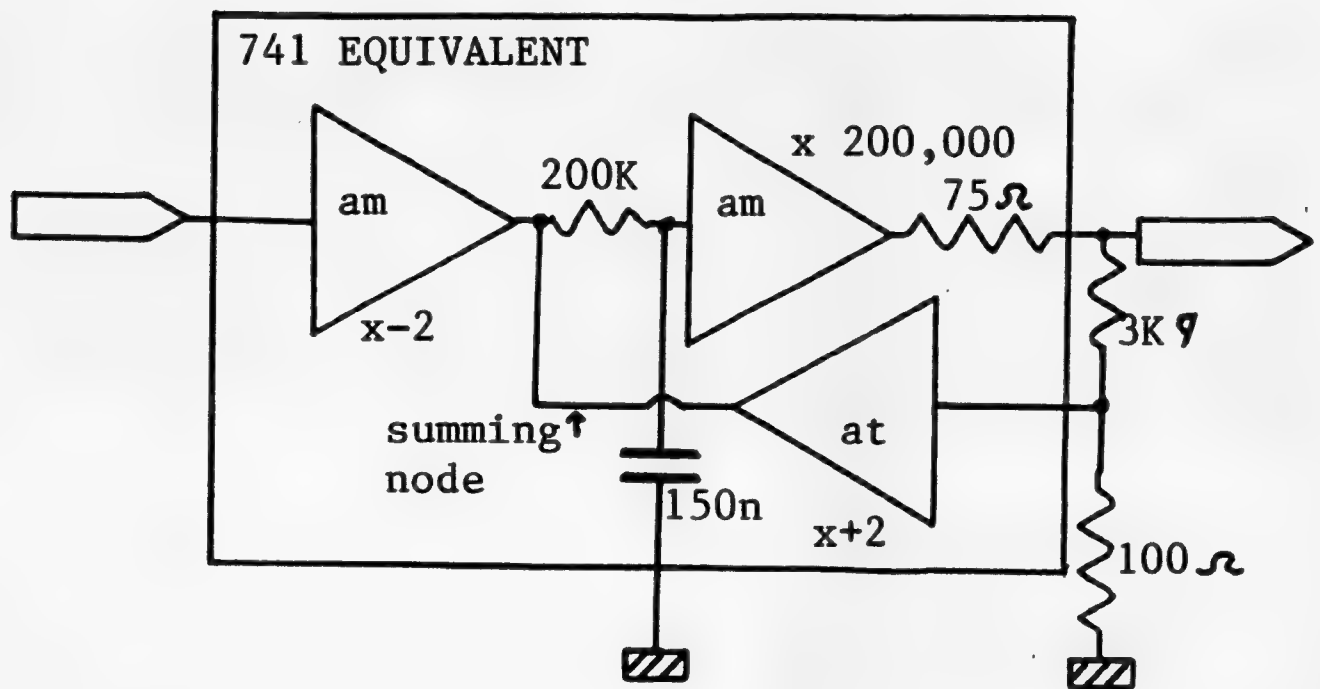 741 EQUIVALENT
x 200,000
200K
75Ω
am
am
x-2
3K9
summing↑
node
at
150n
x+2
100Ω